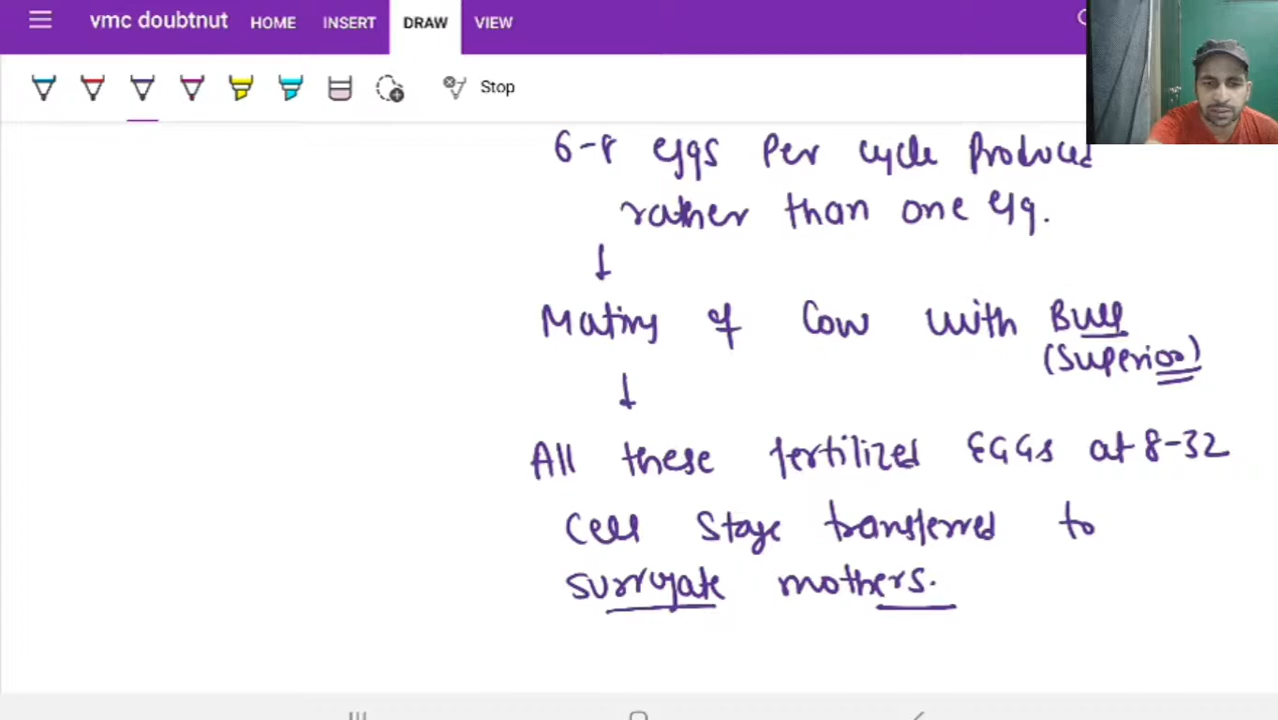 vmc doubtnut HOME INSERT DRAW VIEW
Stop
6-8 eggs per cycle Produced
rather than one egg.
Mating of Cow with Bull
(Superior)
All these fertilized EGGs at 8-32
Cell Stage transferred to
surrogate mothers.